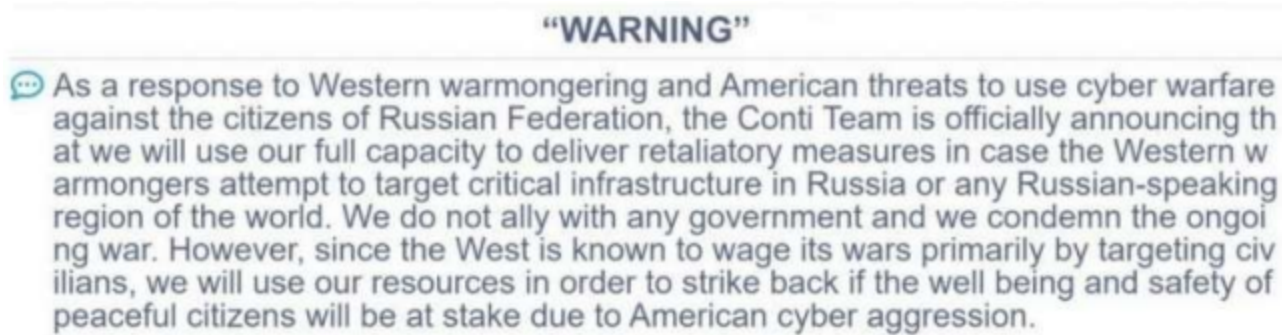 “WARNING”
As a response to Western warmongering and American threats to use cyber warfare
against the citizens of Russian Federation, the Conti Team is officially announcing th
at we will use our full capacity to deliver retaliatory measures in case the Western w
armongers attempt to target critical infrastructure in Russia or any Russian-speaking
region of the world. We do not ally with any government and we condemn the ongoi
ng war. However, since the West is known to wage its wars primarily by targeting civ
ilians, we will use our resources in order to strike back if the well being and safety of
peaceful citizens will be at stake due to American cyber aggression.